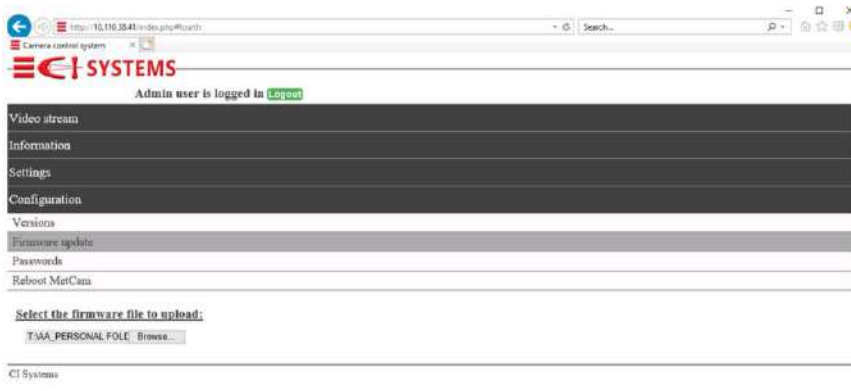 http://10.110.38.41/index.php#fourth
Search...
Camera control system
CI SYSTEMS
Admin user is logged in Logout
Video stream
Information
Settings
Configuration
Versions
Firmware update
Passwords
Reboot MetCam
Select the firmware file to upload:
T:\AA_PERSONAL FOLD Browse...
CI Systems